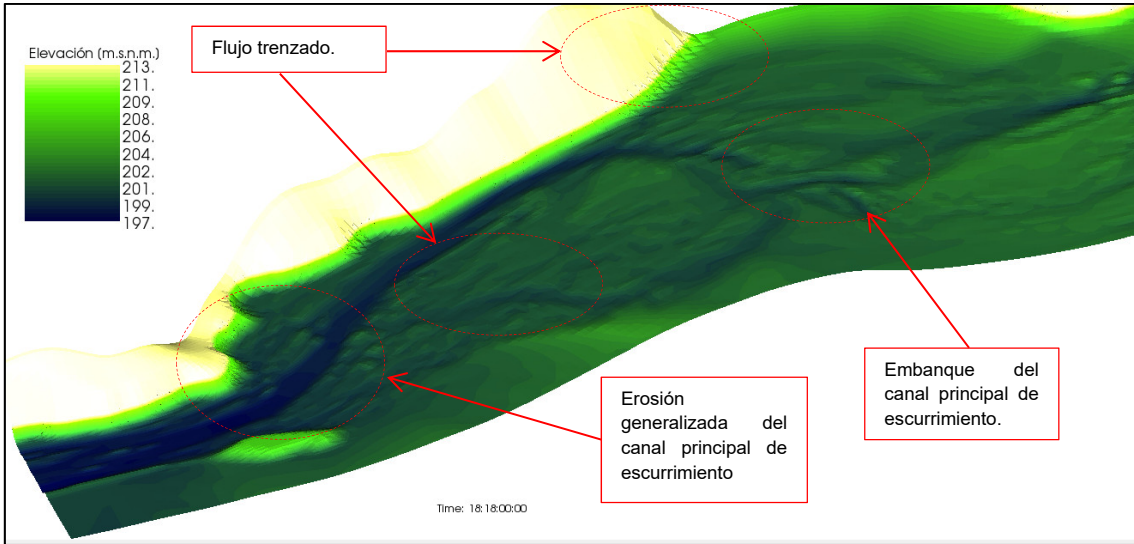 Flujo trenzado.
Elevación (m.s.n.m.)
213.
211.
209.
206.
204.
202.
201.
199.
197.
Embanque del
canal principal de
escurrimiento.
Erosión
generalizada del
canal principal de
escurrimiento
Time: 18:18:00:00